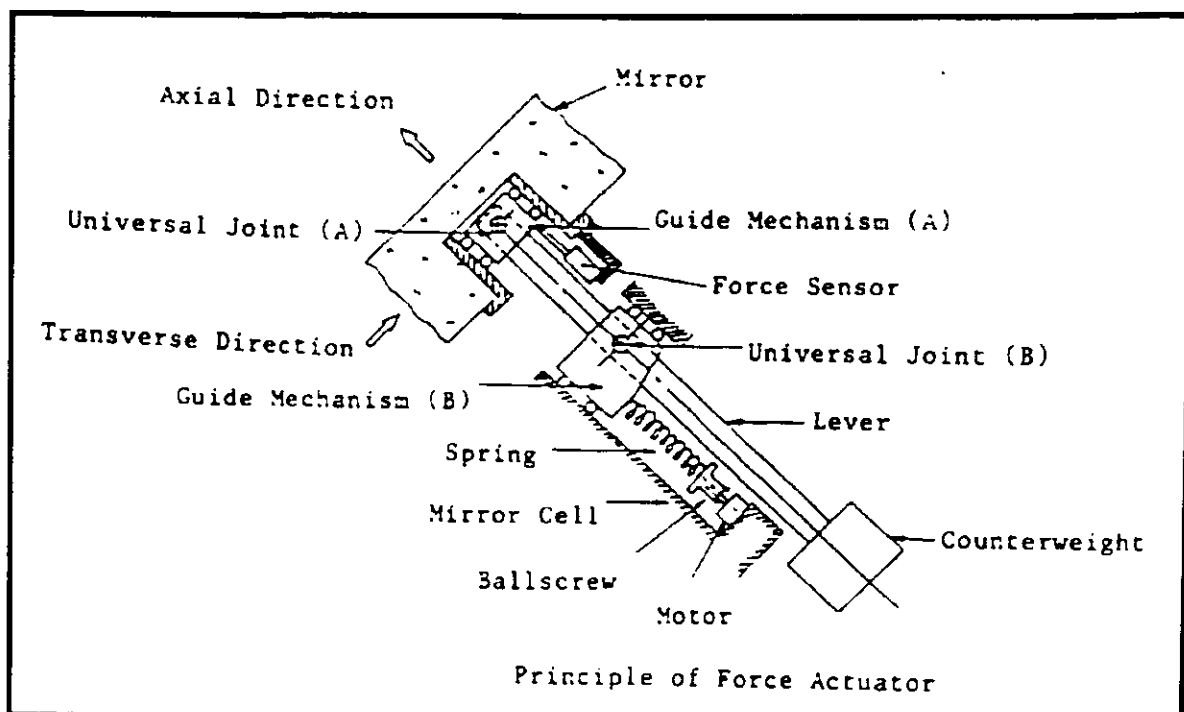 Mirror
Axial Direction
Universal Joint (A)
Guide Mechanism (A)
Force Sensor
Transverse Direction
Universal Joint (B)
Guide Mechanism (B)
Lever
Spring
Mirror Cell
Counterweight
Ballscrew
Motor
Principle of Force Actuator